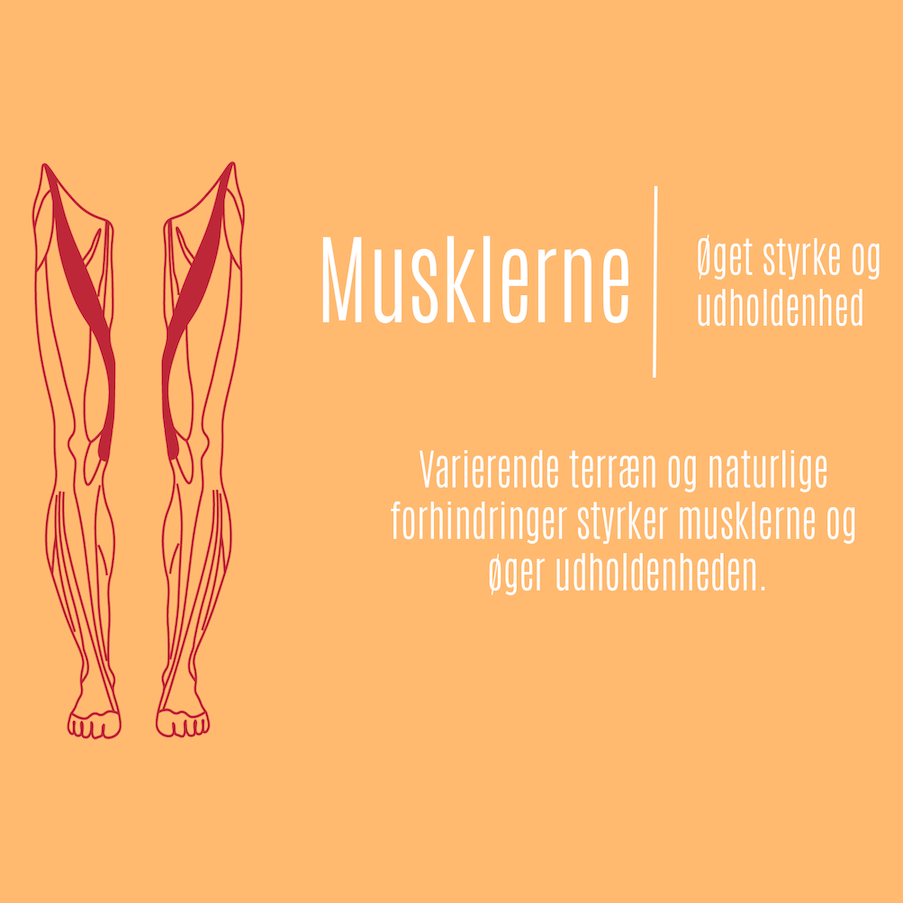 Musklerne
Øget styrke og
udholdenhed
Varierende terræn og naturlige
forhindringer styrker musklerne og
øger udholdenheden.